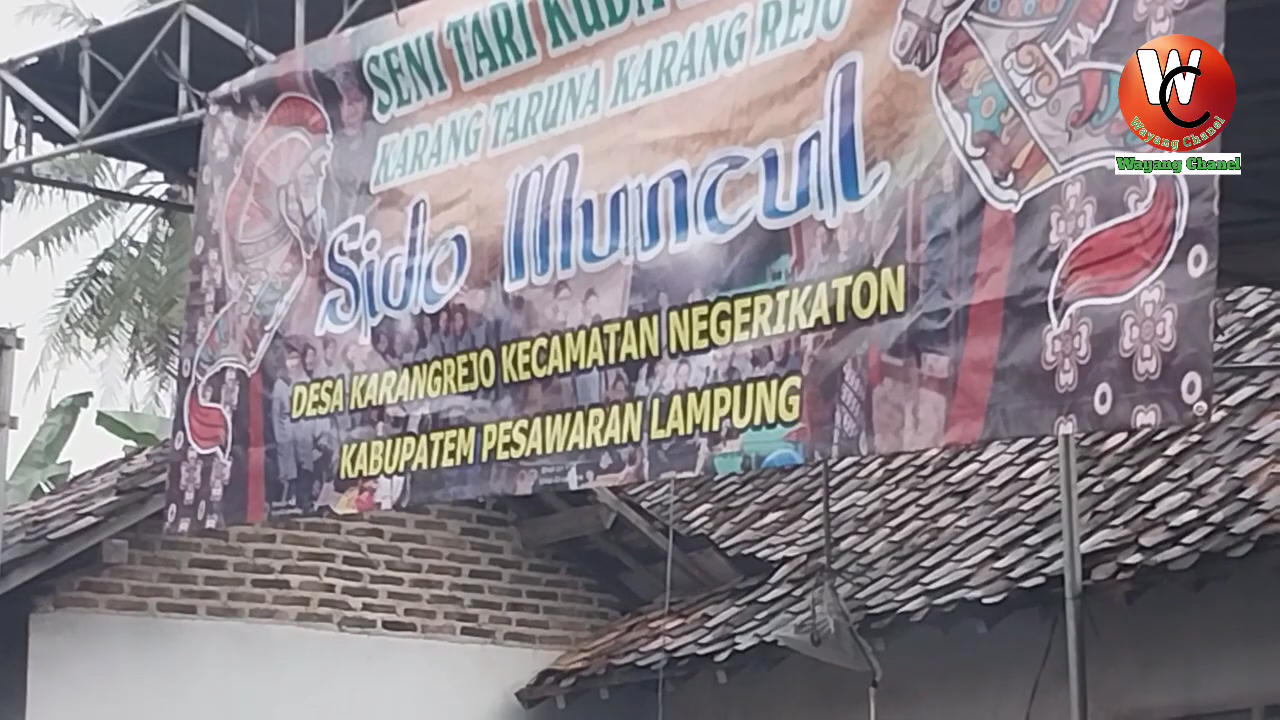 SENI TARI KUDA
KARANG TARUNA KARANG REJO
Sido Muncul
DESA KARANGREJO KECAMATAN NEGERIKATON
KABUPATEM PESAWARAN LAMPUNG
WC
Wayang Chanel
Wayang Chanel